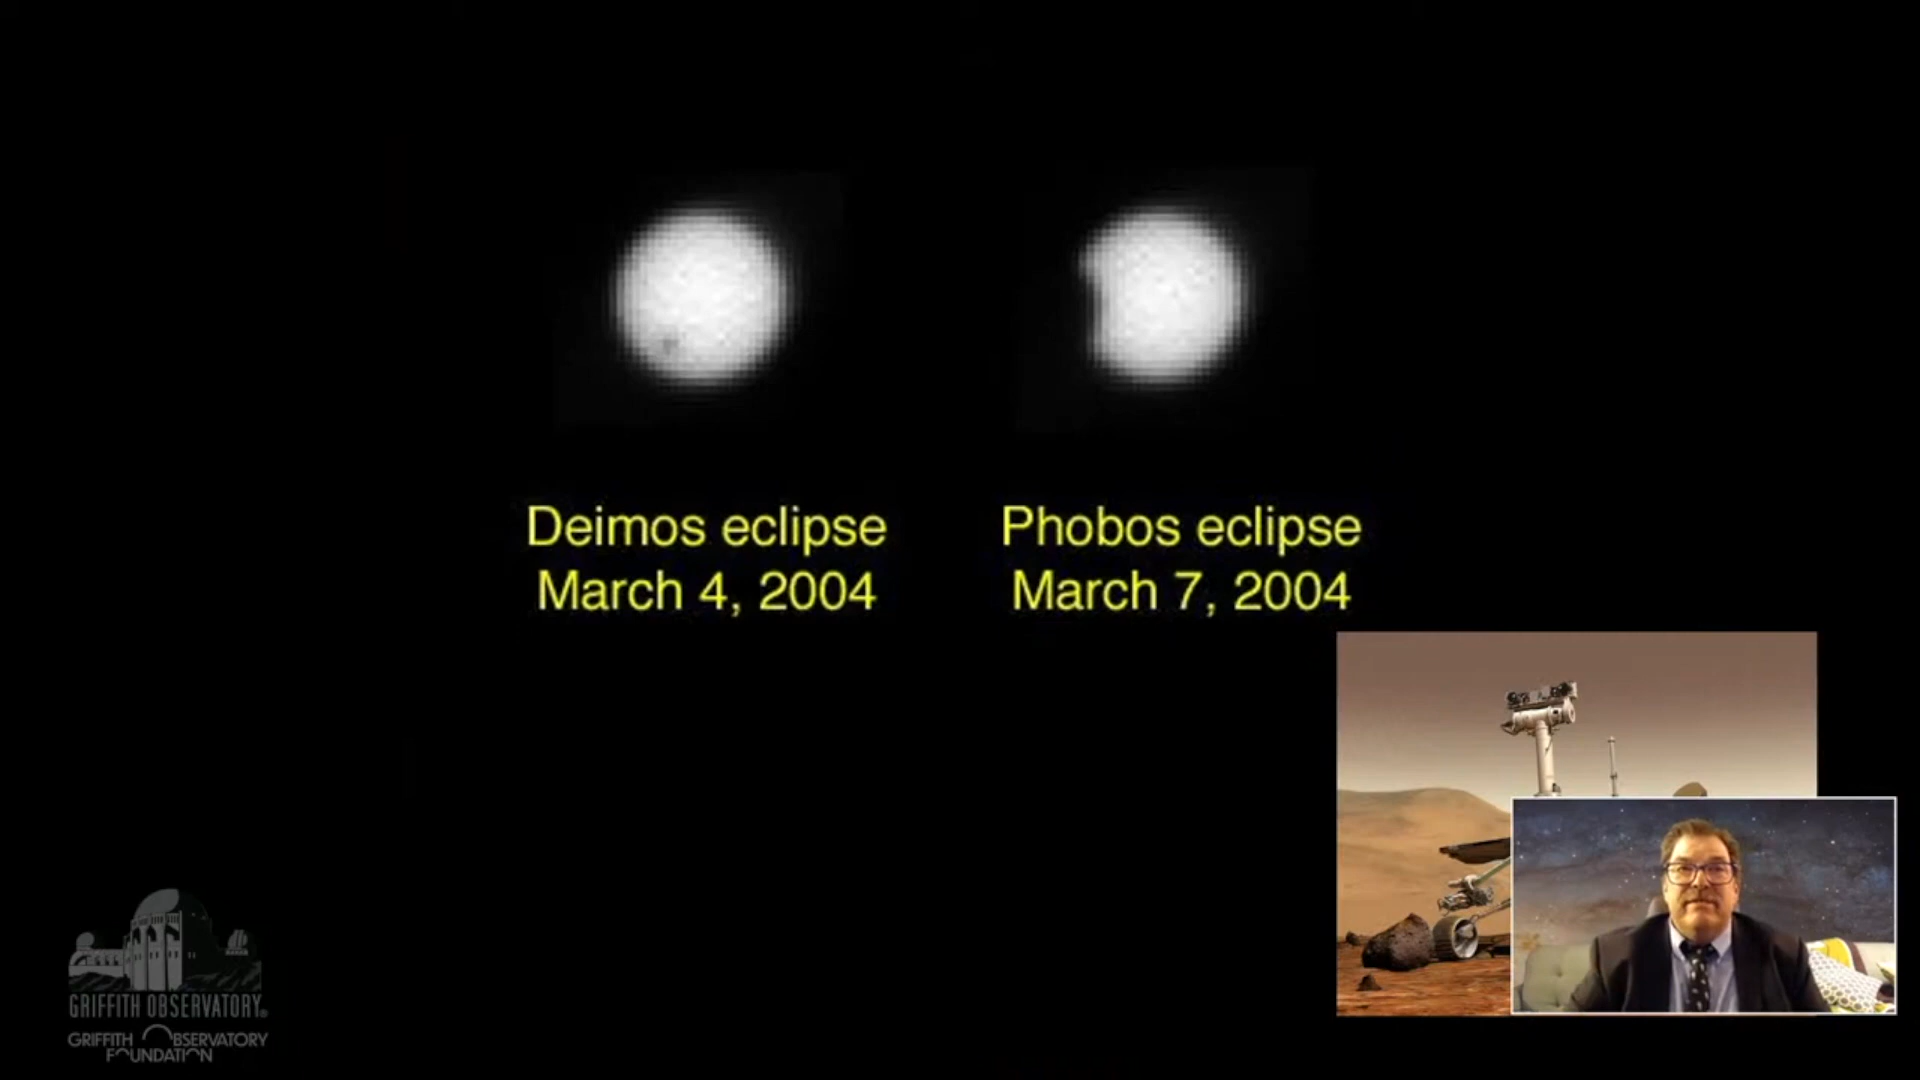 Deimos eclipse
March 4, 2004
Phobos eclipse
March 7, 2004
GRIFFITH OBSERVATORY®
GRIFFITH OBSERVATORY
FOUNDATION